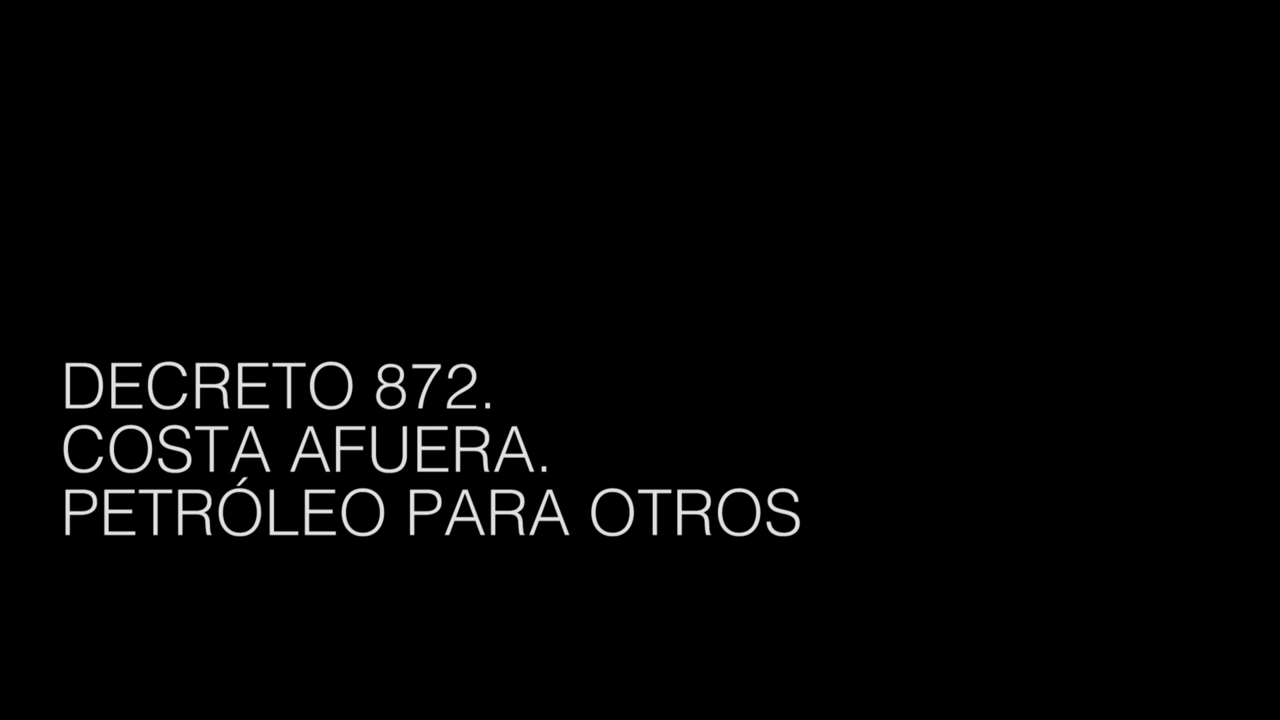 DECRETO 872.
COSTA AFUERA.
PETRÓLEO PARA OTROS